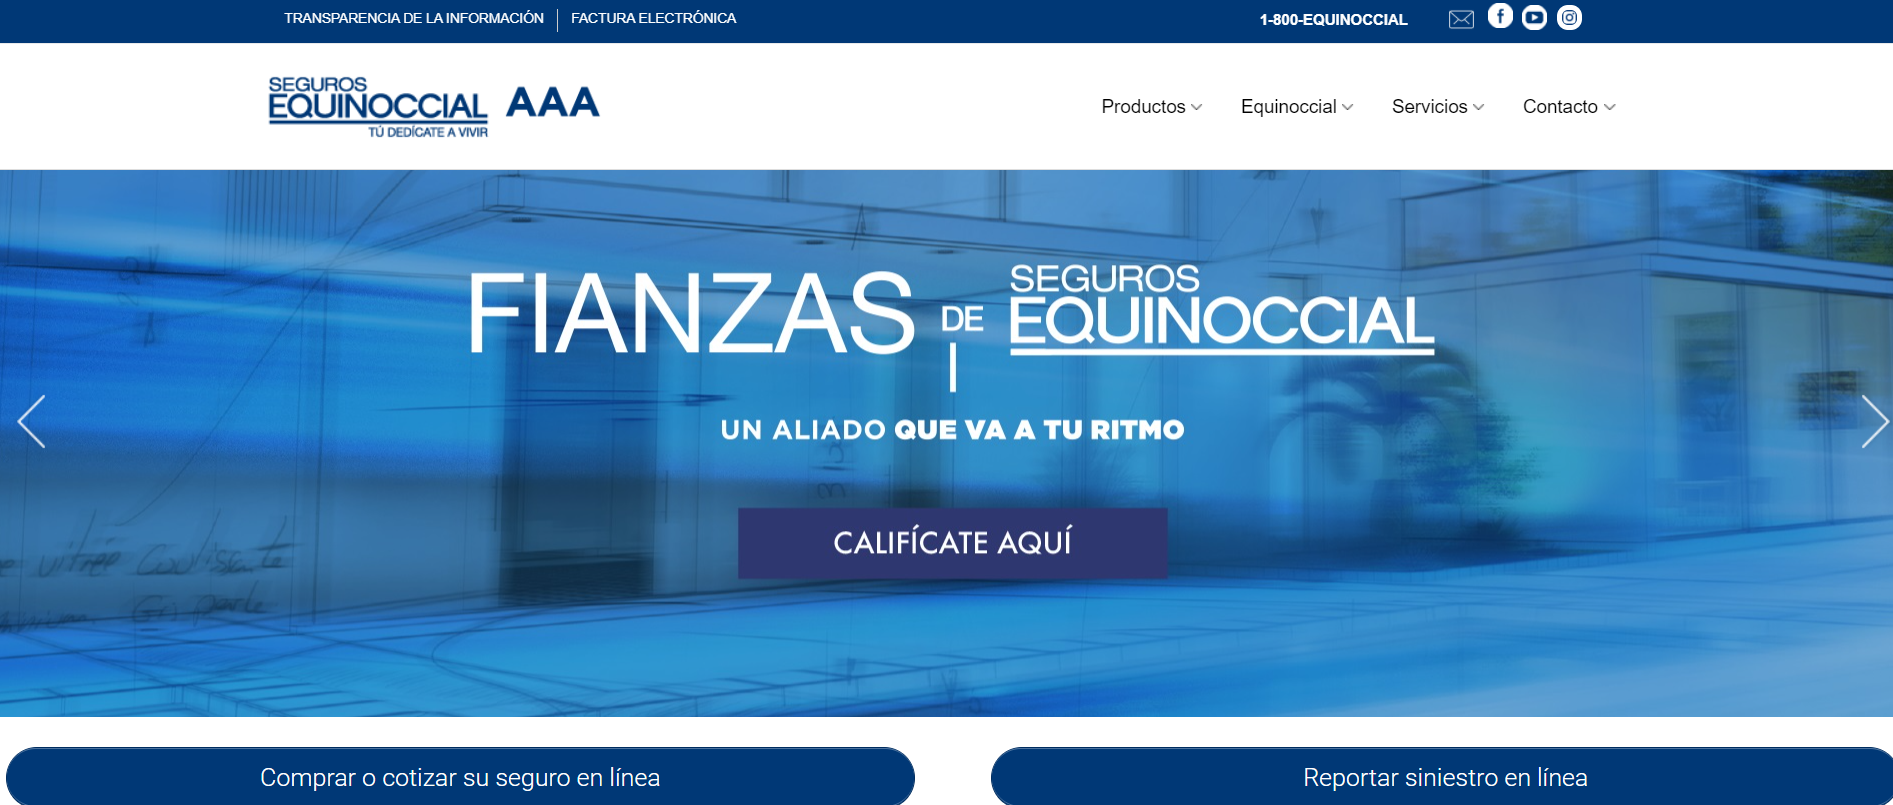 TRANSPARENCIA DE LA INFORMACIÓN
FACTURA ELECTRÓNICA
1-800-EQUINOCCIAL
SEGUROS
EQUINOCCIAL
TÚ DEDÍCATE A VIVIR
AAA
Productos
Equinoccial
Servicios
Contacto
FIANZAS DE SEGUROS
EQUINOCCIAL
UN ALIADO QUE VA A TU RITMO
CALIFÍCATE AQUÍ
vitrée Coulissante
Comprar o cotizar su seguro en línea
Reportar siniestro en línea